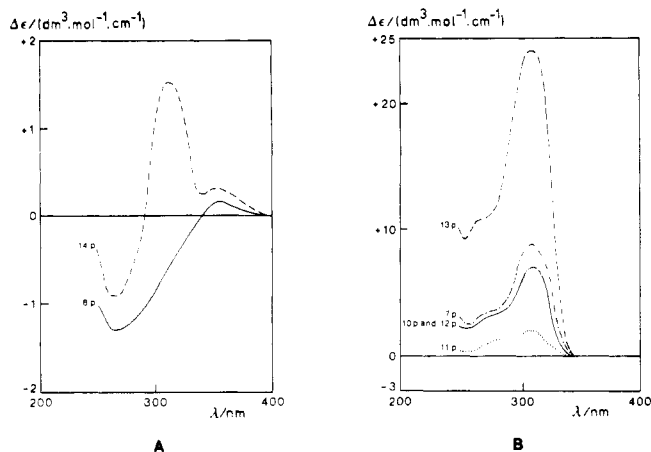 Δϵ/(dm³.mol⁻¹.cm⁻¹)
+2
+1
0
-1
-2
14 p
6 p
200
300
400
λ/nm
A
Δϵ/(dm³.mol⁻¹.cm⁻¹)
+25
+20
+10
0
-3
13 p
7 p
10 p and 12 p
11 p
200
300
400
λ/nm
B